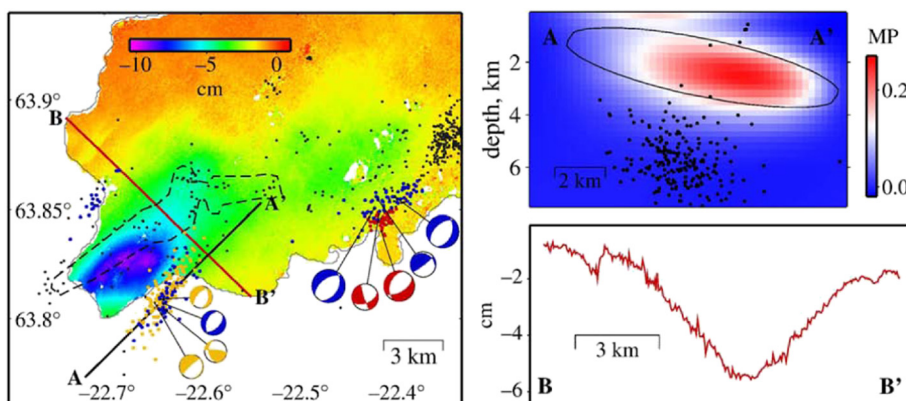 −10 −5 0
cm
63.9°
63.85°
63.8°
B
A'
B'
A
3 km
−22.7° −22.6° −22.5° −22.4°
A A' MP
2
4
6
depth, km
2 km
0.2
0.0
−2
−4
−6
cm
3 km
B B'